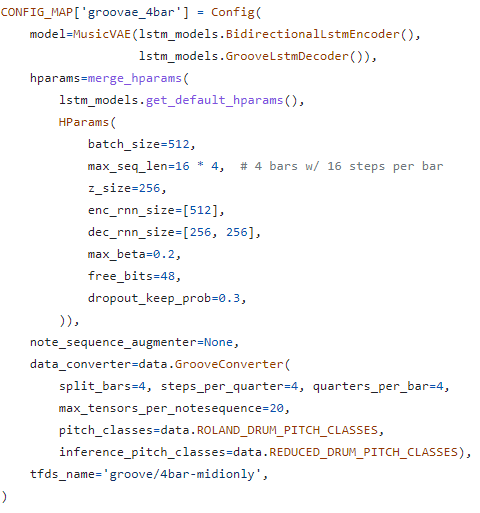 CONFIG_MAP['groovae_4bar'] = Config(
    model=MusicVAE(lstm_models.BidirectionalLstmEncoder(),
                   lstm_models.GrooveLstmDecoder()),
    hparams=merge_hparams(
        lstm_models.get_default_hparams(),
        HParams(
            batch_size=512,
            max_seq_len=16 * 4,  # 4 bars w/ 16 steps per bar
            z_size=256,
            enc_rnn_size=[512],
            dec_rnn_size=[256, 256],
            max_beta=0.2,
            free_bits=48,
            dropout_keep_prob=0.3,
        )),
    note_sequence_augmenter=None,
    data_converter=data.GrooveConverter(
        split_bars=4, steps_per_quarter=4, quarters_per_bar=4,
        max_tensors_per_notesequence=20,
        pitch_classes=data.ROLAND_DRUM_PITCH_CLASSES,
        inference_pitch_classes=data.REDUCED_DRUM_PITCH_CLASSES),
    tfds_name='groove/4bar-midionly',
)